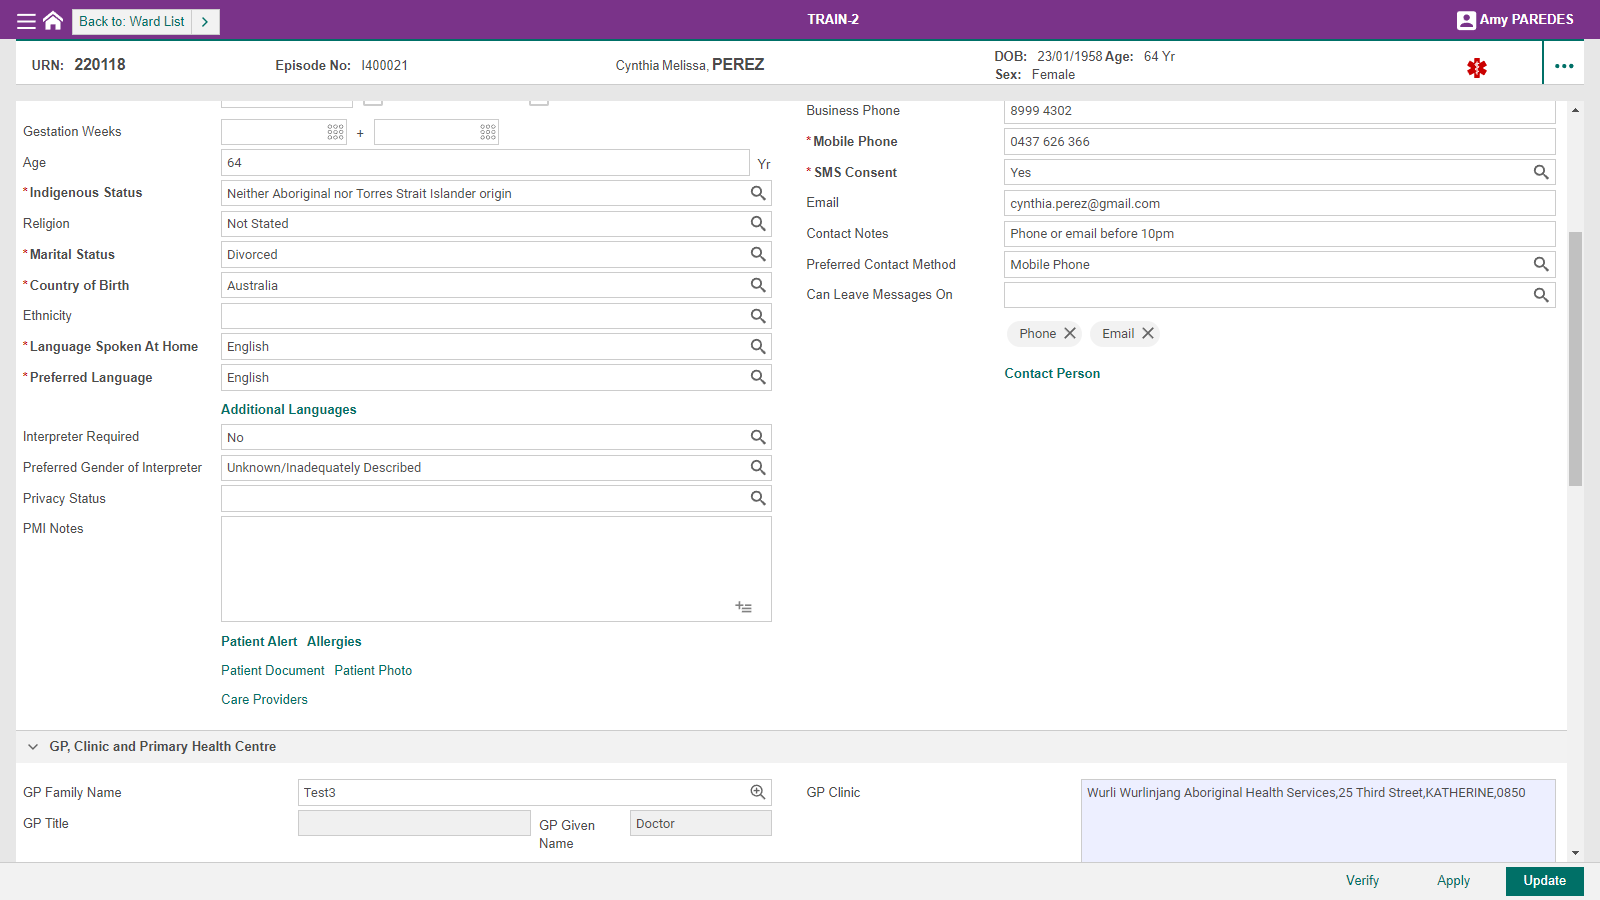 Back to: Ward List
TRAIN-2
Amy PAREDES
URN: 220118
Episode No: I400021
Cynthia Melissa, PEREZ
DOB: 23/01/1958 Age: 64 Yr
Sex: Female
Gestation Weeks
+
Age
64
Yr
*Indigenous Status
Neither Aboriginal nor Torres Strait Islander origin
Religion
Not Stated
*Marital Status
Divorced
*Country of Birth
Australia
Ethnicity
*Language Spoken At Home
English
*Preferred Language
English
Additional Languages
Interpreter Required
No
Preferred Gender of Interpreter
Unknown/Inadequately Described
Privacy Status
PMI Notes
Patient Alert Allergies
Patient Document Patient Photo
Care Providers
Business Phone
8999 4302
*Mobile Phone
0437 626 366
*SMS Consent
Yes
Email
cynthia.perez@gmail.com
Contact Notes
Phone or email before 10pm
Preferred Contact Method
Mobile Phone
Can Leave Messages On
Phone
Email
Contact Person
GP, Clinic and Primary Health Centre
GP Family Name
Test3
GP Title
GP Given
Name
Doctor
GP Clinic
Wurli Wurlinjang Aboriginal Health Services,25 Third Street,KATHERINE,0850
Verify
Apply
Update